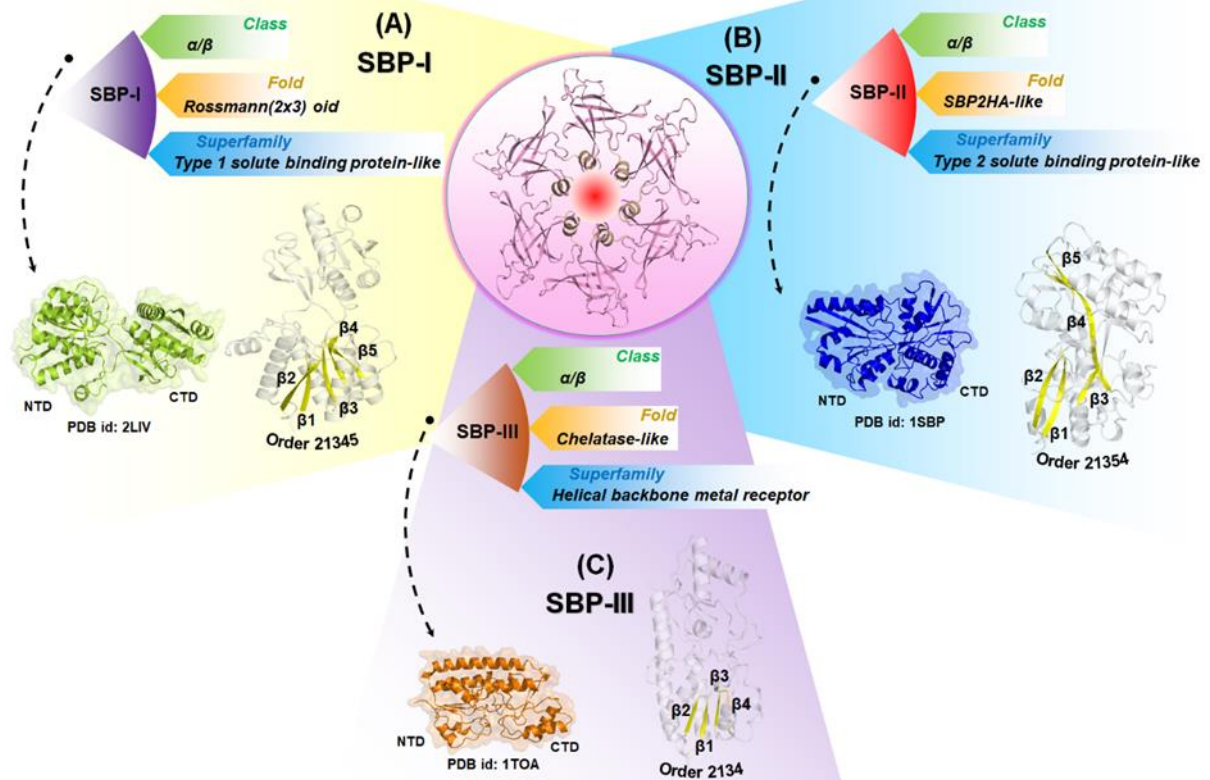 (A)
SBP-I
SBP-I
Class
α/β
Fold
Rossmann(2x3) oid
Superfamily
Type 1 solute binding protein-like
NTD
CTD
PDB id: 2LIV
β4
β5
β2
β3
β1
Order 21345
(B)
SBP-II
SBP-II
Class
α/β
Fold
SBP2HA-like
Superfamily
Type 2 solute binding protein-like
NTD
CTD
PDB id: 1SBP
β5
β4
β2
β3
β1
Order 21354
SBP-III
Class
α/β
Fold
Chelatase-like
Superfamily
Helical backbone metal receptor
(C)
SBP-III
NTD
CTD
PDB id: 1TOA
β3
β2
β4
β1
Order 2134